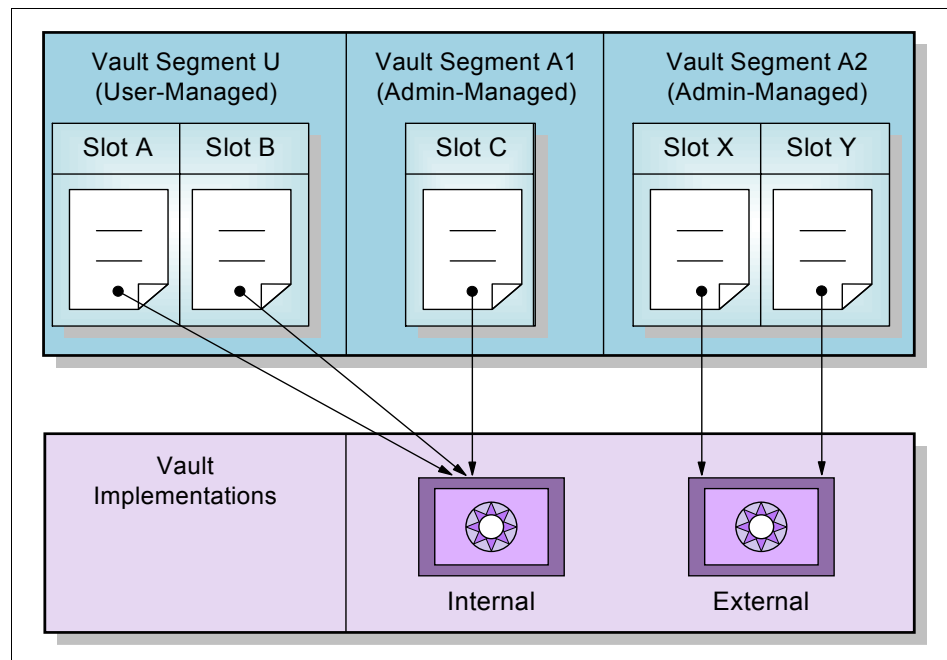 Vault Segment U
(User-Managed)
Vault Segment A1
(Admin-Managed)
Vault Segment A2
(Admin-Managed)
Slot A
Slot B
Slot C
Slot X
Slot Y
Vault
Implementations
Internal
External